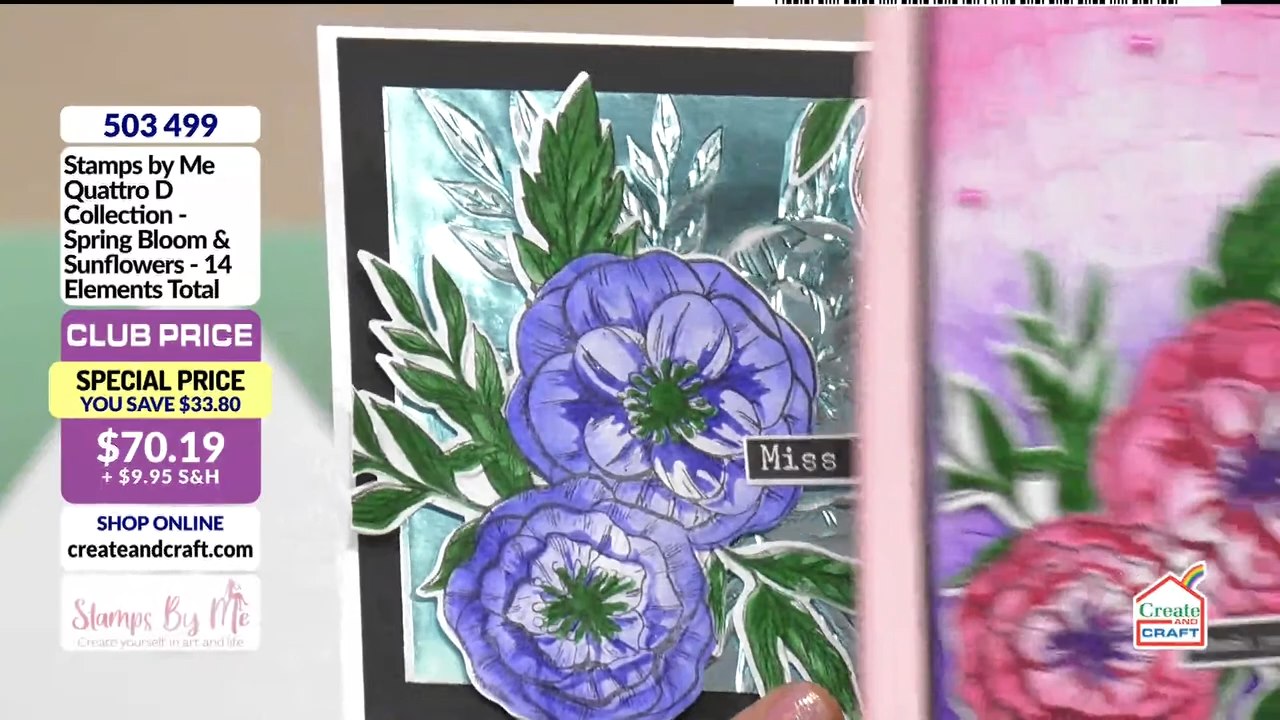 503 499
Stamps by Me
Quattro D
Collection -
Spring Bloom &
Sunflowers - 14
Elements Total
CLUB PRICE
SPECIAL PRICE
YOU SAVE $33.80
$70.19
+ $9.95 S&H
SHOP ONLINE
createandcraft.com
Stamps By Me
Create yourself in art and life
Miss
Create
AND
CRAFT